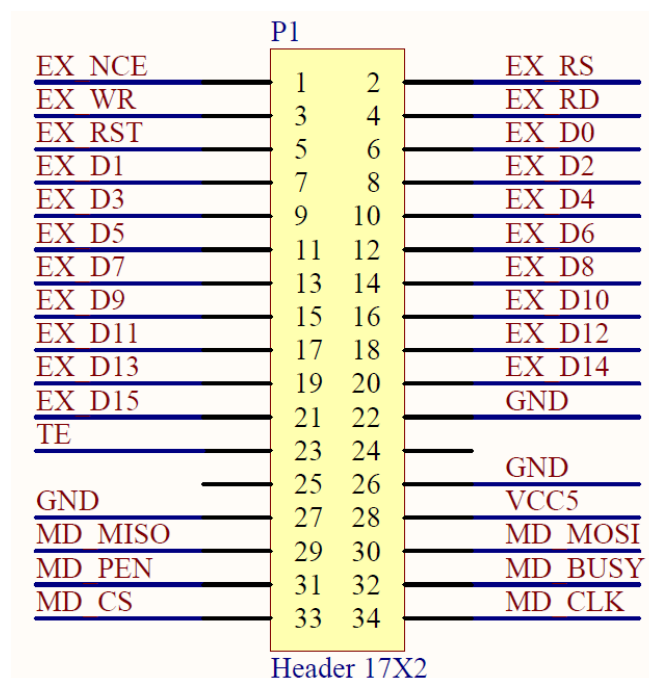 P1
EX_NCE 1 2 EX_RS
EX_WR 3 4 EX_RD
EX_RST 5 6 EX_D0
EX_D1 7 8 EX_D2
EX_D3 9 10 EX_D4
EX_D5 11 12 EX_D6
EX_D7 13 14 EX_D8
EX_D9 15 16 EX_D10
EX_D11 17 18 EX_D12
EX_D13 19 20 EX_D14
EX_D15 21 22 GND
TE 23 24
25 26 GND
GND 27 28 VCC5
MD_MISO 29 30 MD_MOSI
MD_PEN 31 32 MD_BUSY
MD_CS 33 34 MD_CLK
Header 17X2